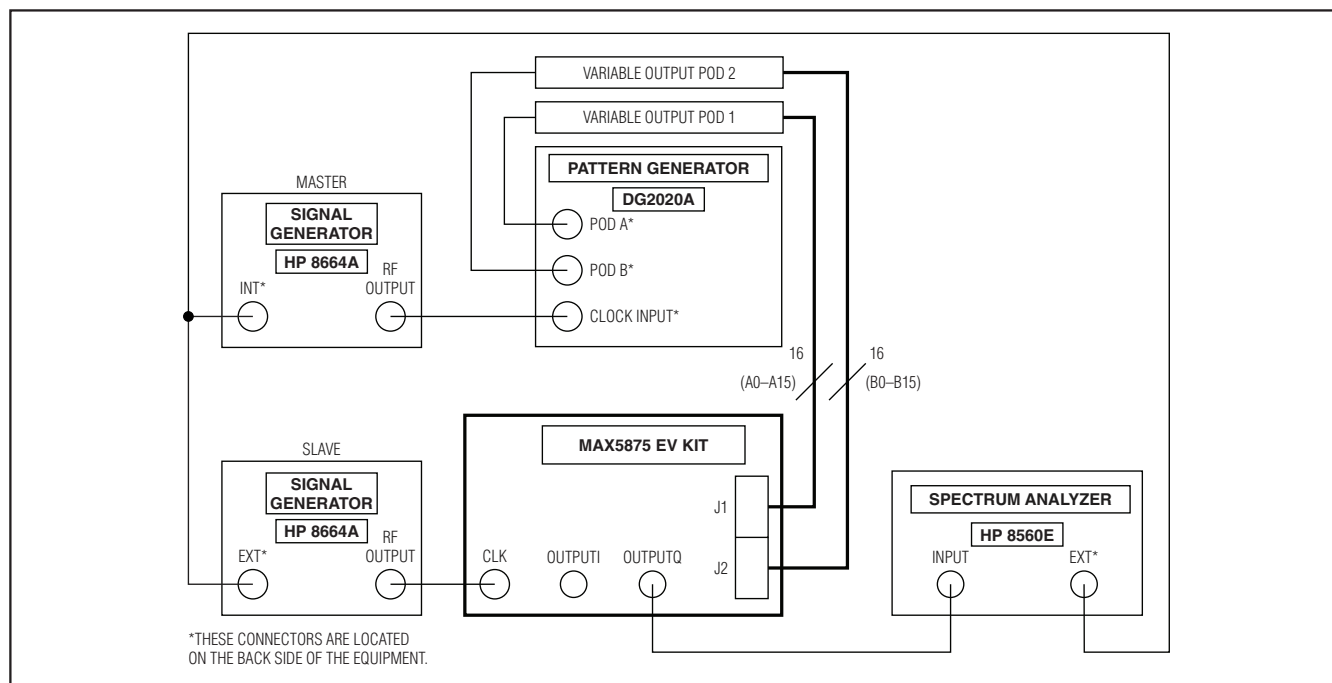 VARIABLE OUTPUT POD 2
VARIABLE OUTPUT POD 1
PATTERN GENERATOR
DG2020A
POD A*
POD B*
CLOCK INPUT*
MASTER
SIGNAL
GENERATOR
HP 8664A
INT*
RF
OUTPUT
16
(A0–A15)
16
(B0–B15)
SLAVE
SIGNAL
GENERATOR
HP 8664A
EXT*
RF
OUTPUT
MAX5875 EV KIT
J1
J2
CLK
OUTPUTI
OUTPUTQ
SPECTRUM ANALYZER
HP 8560E
INPUT
EXT*
*THESE CONNECTORS ARE LOCATED
ON THE BACK SIDE OF THE EQUIPMENT.